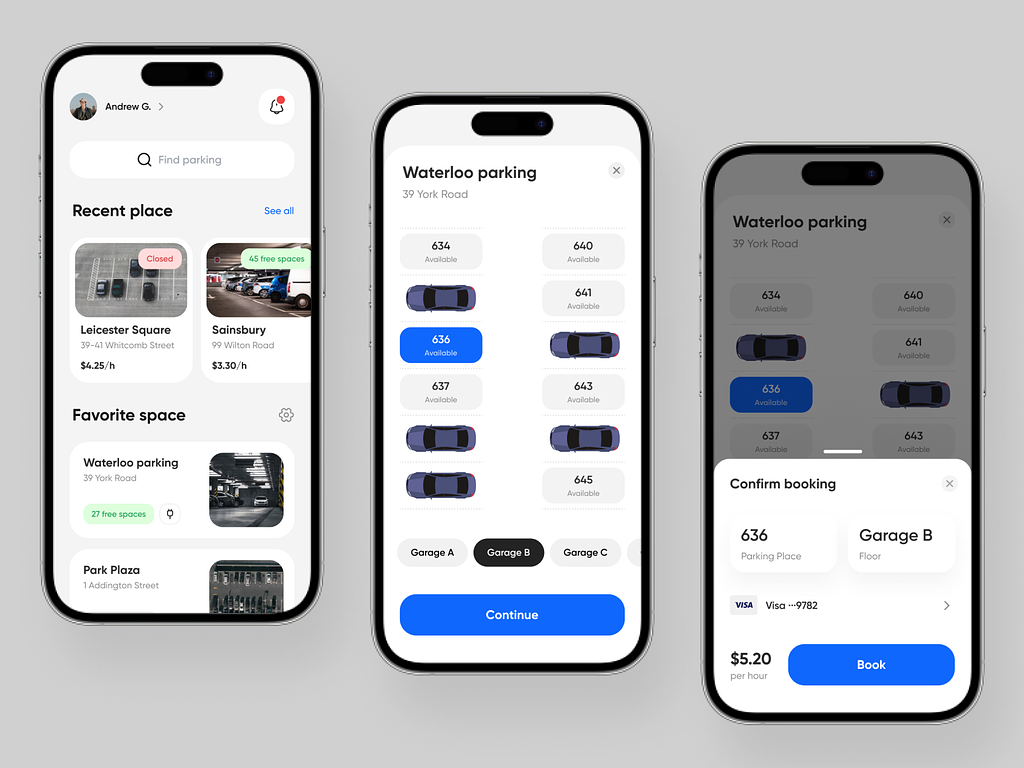 Andrew G.
Find parking
Recent place
See all
Closed
45 free spaces
Leicester Square
39-41 Whitcomb Street
$4.25/h
Sainsbury
99 Wilton Road
$3.30/h
Favorite space
Waterloo parking
39 York Road
27 free spaces
Park Plaza
1 Addington Street
Waterloo parking
39 York Road
634
Available
640
Available
641
Available
636
Available
637
Available
643
Available
645
Available
Garage A
Garage B
Garage C
Continue
Waterloo parking
39 York Road
634
Available
640
Available
641
Available
636
Available
637
Available
643
Available
Confirm booking
636
Parking Place
Garage B
Floor
VISA
Visa ···9782
$5.20
per hour
Book